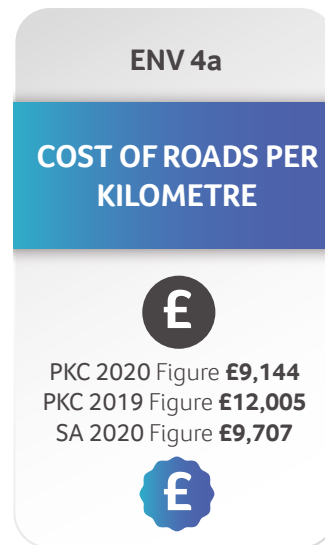 ENV 4a
COST OF ROADS PER
KILOMETRE
£
PKC 2020 Figure £9,144
PKC 2019 Figure £12,005
SA 2020 Figure £9,707
£